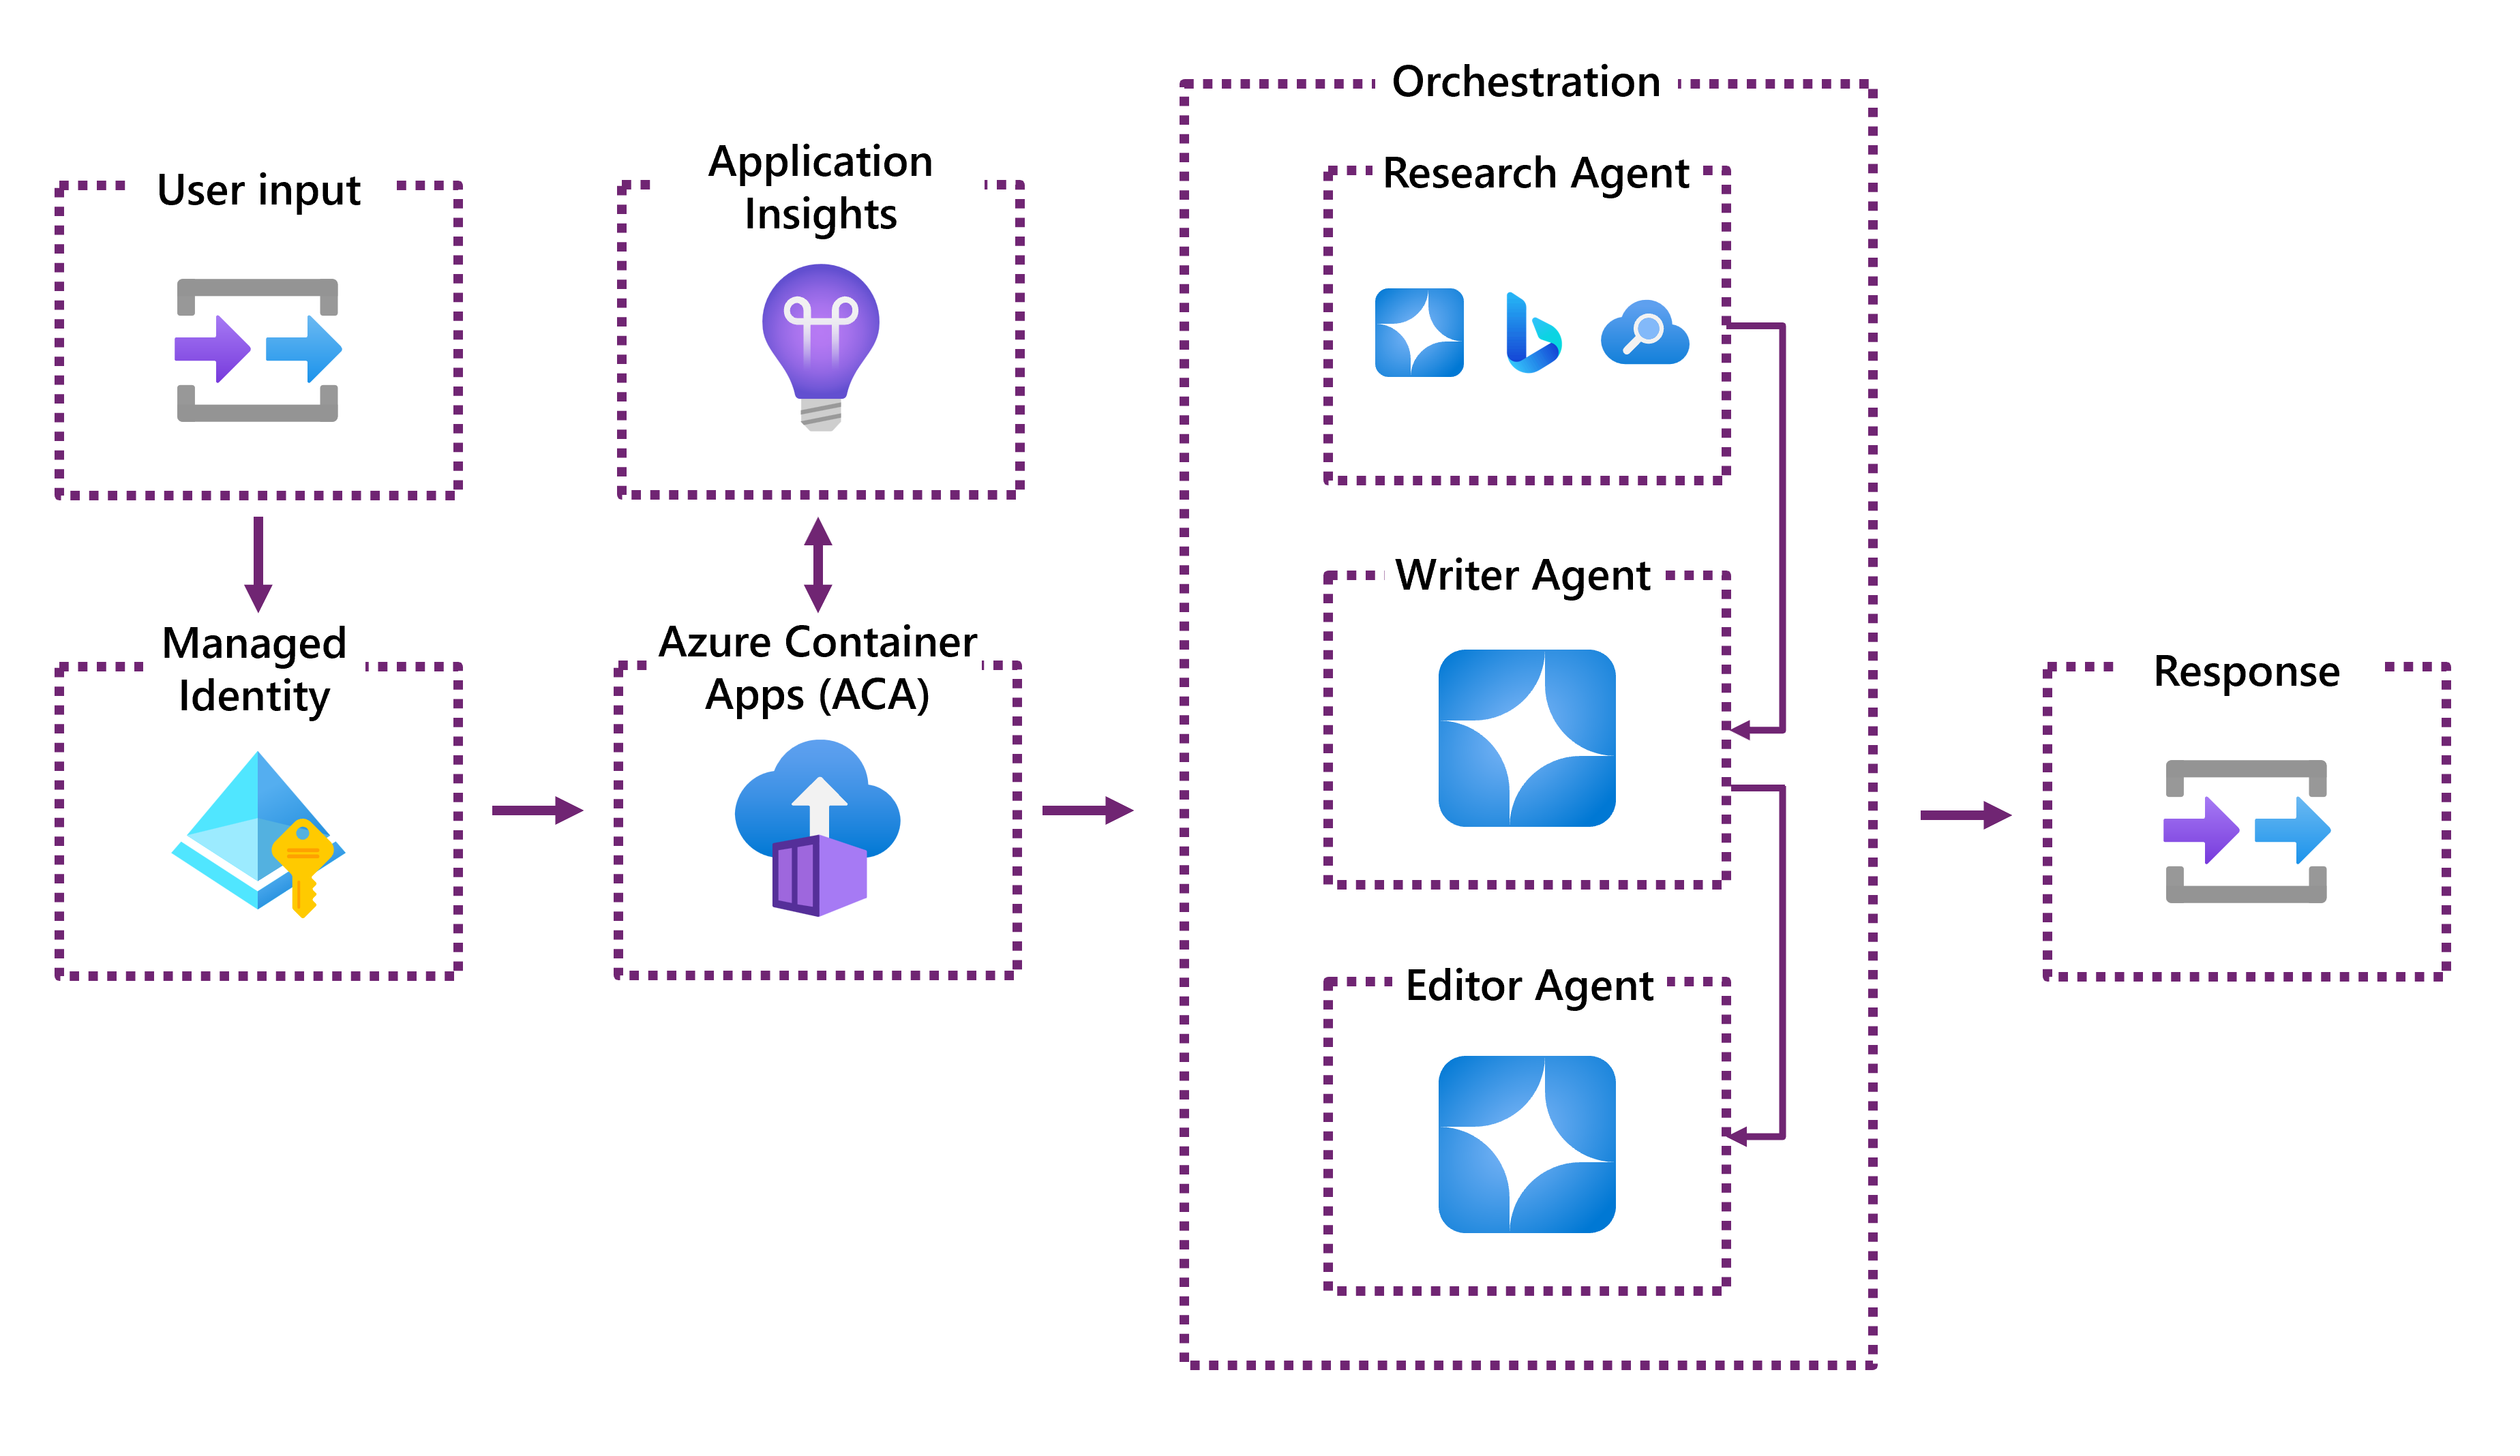 User input
Managed
Identity
Application
Insights
Azure Container
Apps (ACA)
Orchestration
Research Agent
Writer Agent
Editor Agent
Response